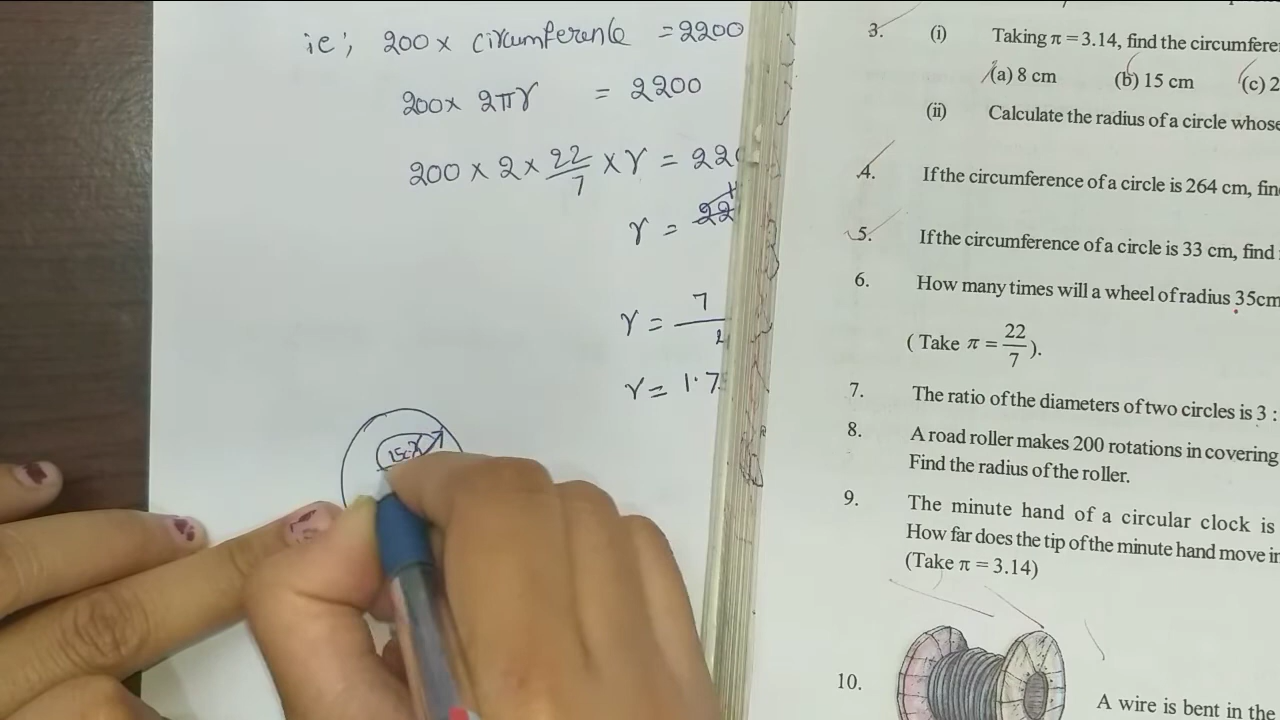 ie; 200 × circumference = 2200
200 × 2πr = 2200
200 × 2 × 22/7 × r = 220
r = 22
r = 7
r = 1.7
3. (i) Taking π = 3.14, find the
(a) 8 cm (b) 15 cm (c) 2
(ii) Calculate the radius of a circle whose
4. If the circumference of a circle is 264 cm,
5. If the circumference of a circle is 33 cm, find
6. How many times will a wheel of radius 35cm
( Take π = 22/7 ).
7. The ratio of the diameters of two circles is 3 :
8. A road roller makes 200 rotations in covering
Find the radius of the roller.
9. The minute hand of a circular clock is
How far does the tip of the minute hand move
(Take π = 3.14)
10. A wire is bent in the